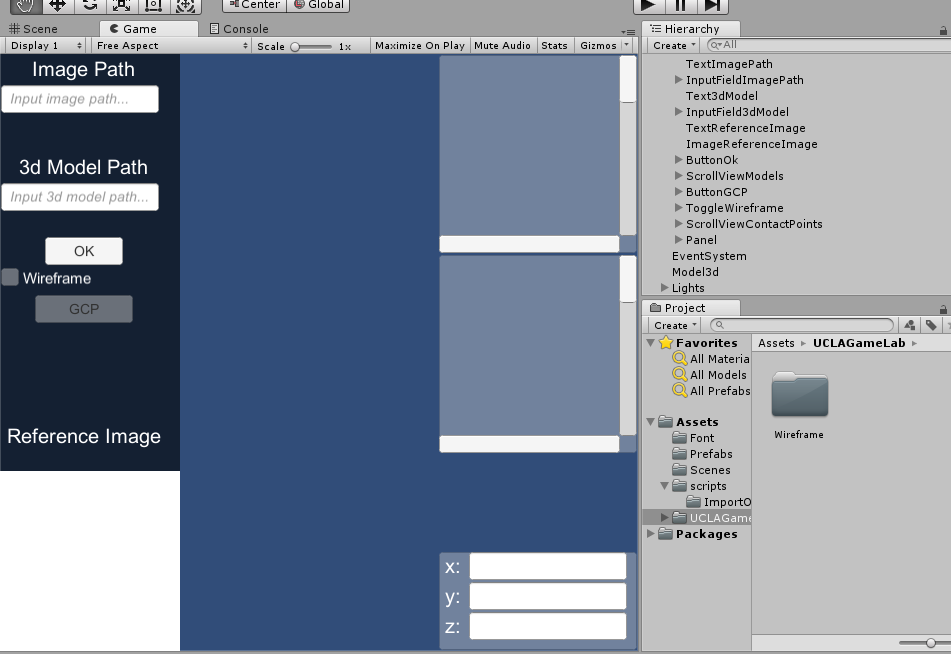 Center Global
Scene Game Console
Display 1 Free Aspect Scale 1x Maximize On Play Mute Audio Stats Gizmos
Image Path
Input image path...
3d Model Path
Input 3d model path...
OK
Wireframe
GCP
Reference Image
x:
y:
z:
Hierarchy
Create All
TextImagePath
InputFieldImagePath
Text3dModel
InputField3dModel
TextReferenceImage
ImageReferenceImage
ButtonOk
ScrollViewModels
ButtonGCP
ToggleWireframe
ScrollViewContactPoints
Panel
EventSystem
Model3d
Lights
Project
Create
Favorites
All Materia
All Models
All Prefabs
Assets
Font
Prefabs
Scenes
scripts
ImportO
UCLAGame
Packages
Assets UCLAGameLab
Wireframe